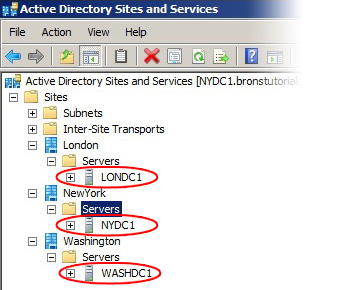 Active Directory Sites and Services
File Action View Help
Active Directory Sites and Services [NYDC1.bronstutorial
Sites
Subnets
Inter-Site Transports
London
Servers
LONDC1
NewYork
Servers
NYDC1
Washington
Servers
WASHDC1